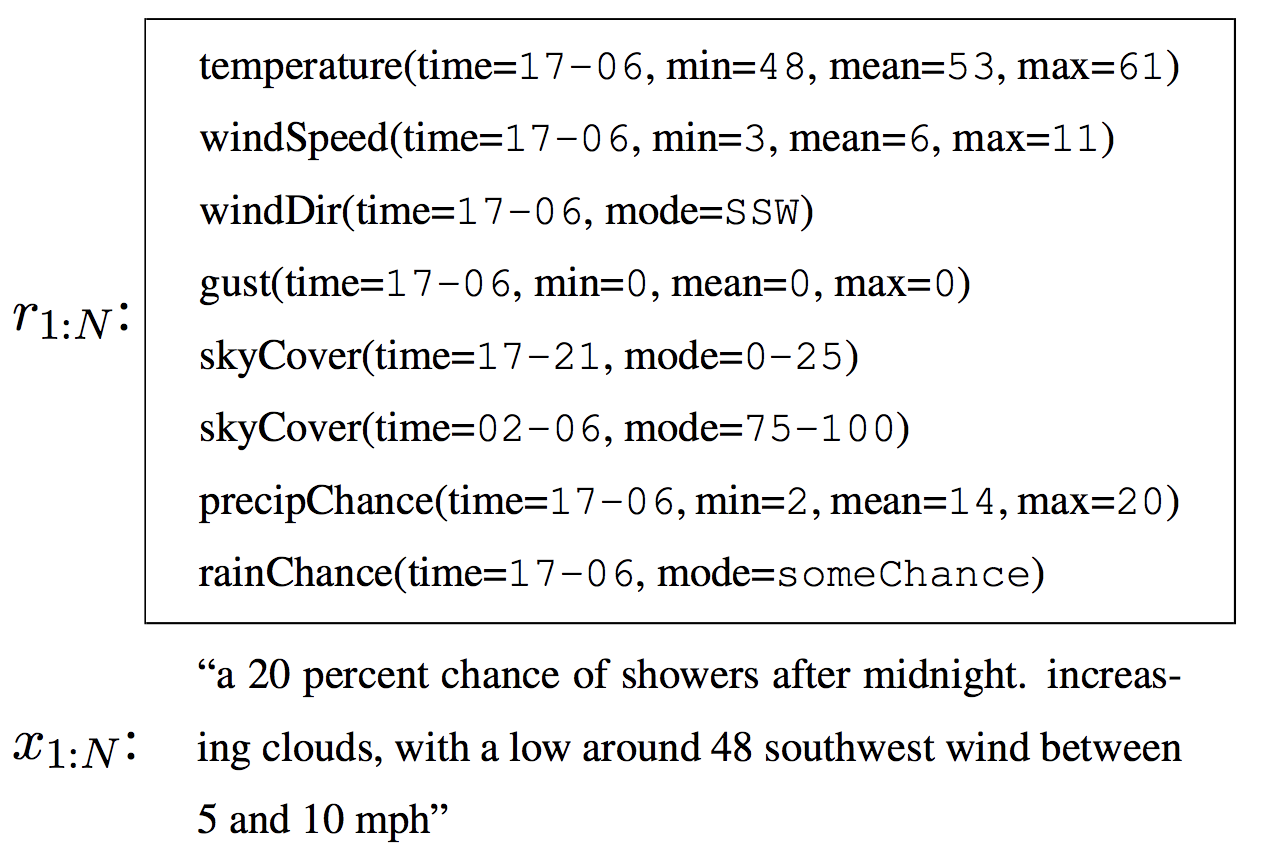 temperature(time=17-06, min=48, mean=53, max=61)
windSpeed(time=17-06, min=3, mean=6, max=11)
windDir(time=17-06, mode=SSW)
gust(time=17-06, min=0, mean=0, max=0)
r1:N:
skyCover(time=17-21, mode=0-25)
skyCover(time=02-06, mode=75-100)
precipChance(time=17-06, min=2, mean=14, max=20)
rainChance(time=17-06, mode=someChance)
“a 20 percent chance of showers after midnight. increas-
x1:N:
ing clouds, with a low around 48 southwest wind between
5 and 10 mph”